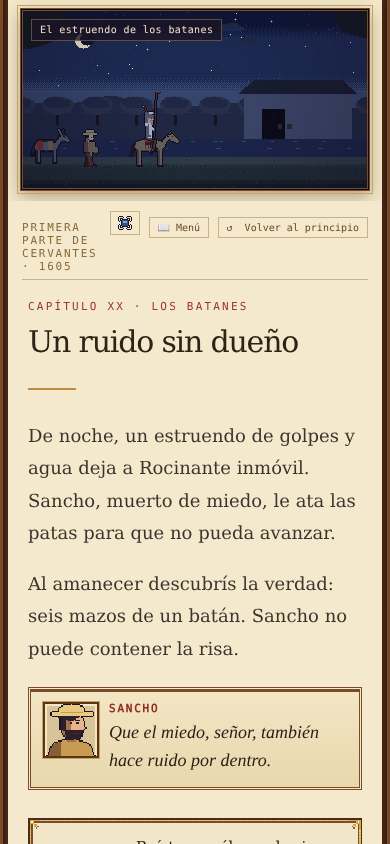 El estruendo de los batanes
PRIMERA
PARTE DE
CERVANTES
· 1605
📖 Menú
↺ Volver al principio
CAPÍTULO XX · LOS BATANES
Un ruido sin dueño
De noche, un estruendo de golpes y
agua deja a Rocinante inmóvil.
Sancho, muerto de miedo, le ata las
patas para que no pueda avanzar.
Al amanecer descubrís la verdad:
seis mazos de un batán. Sancho no
puede contener la risa.
SANCHO
Que el miedo, señor, también
hace ruido por dentro.